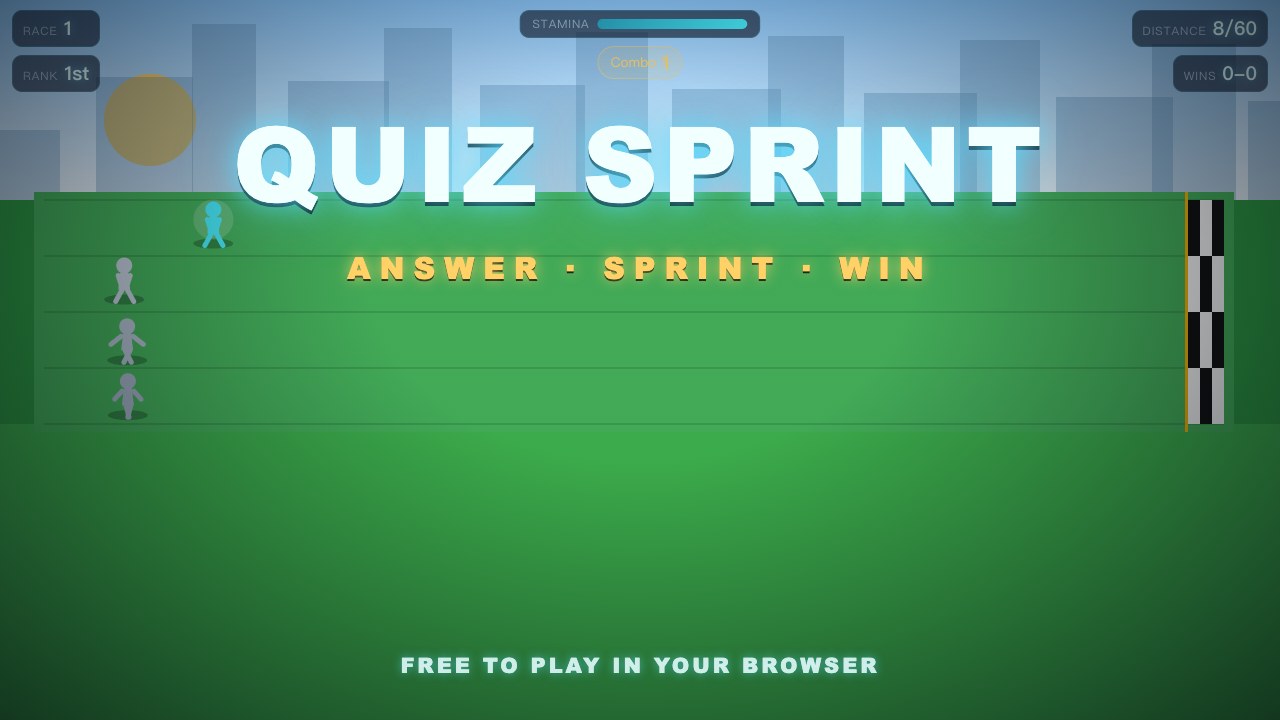 RACE 1
STAMINA
DISTANCE 8/60
RANK 1st
Combo
WINS 0–0
QUIZ SPRINT
ANSWER · SPRINT · WIN
FREE TO PLAY IN YOUR BROWSER